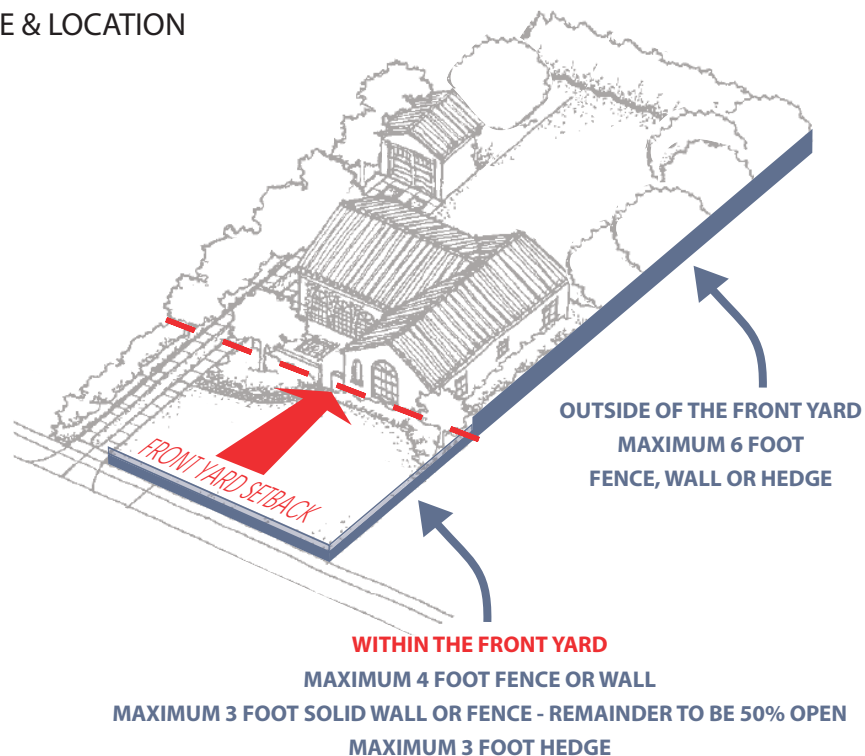 E & LOCATION
OUTSIDE OF THE FRONT YARD
MAXIMUM 6 FOOT
FENCE, WALL OR HEDGE
FRONT YARD SETBACK
WITHIN THE FRONT YARD
MAXIMUM 4 FOOT FENCE OR WALL
MAXIMUM 3 FOOT SOLID WALL OR FENCE - REMAINDER TO BE 50% OPEN
MAXIMUM 3 FOOT HEDGE